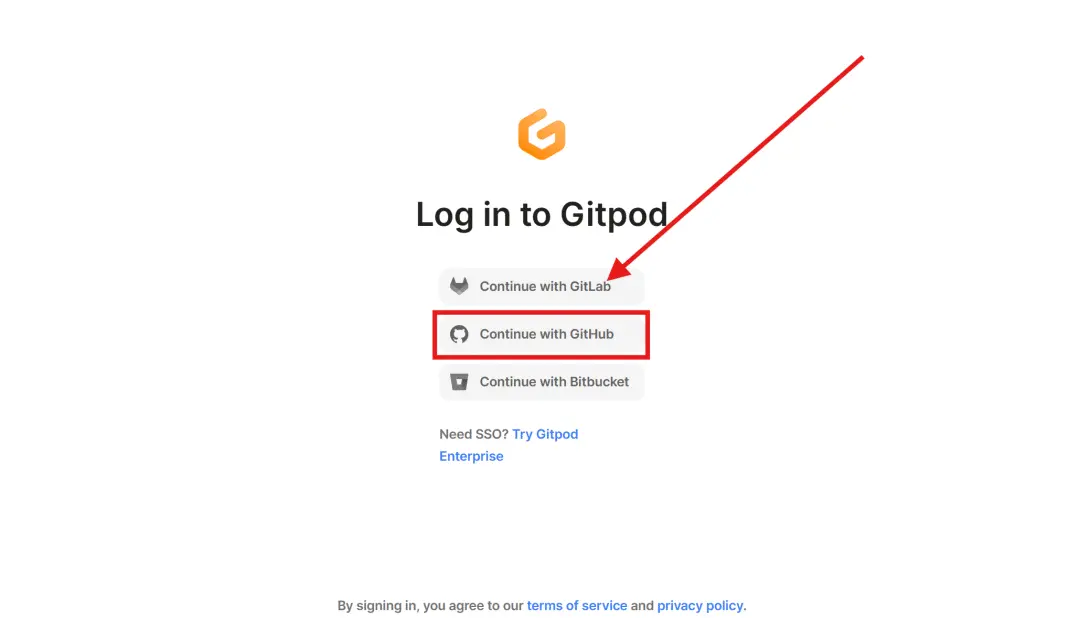 Log in to Gitpod
Continue with GitLab
Continue with GitHub
Continue with Bitbucket
Need SSO? Try Gitpod
Enterprise
By signing in, you agree to our terms of service and privacy policy.